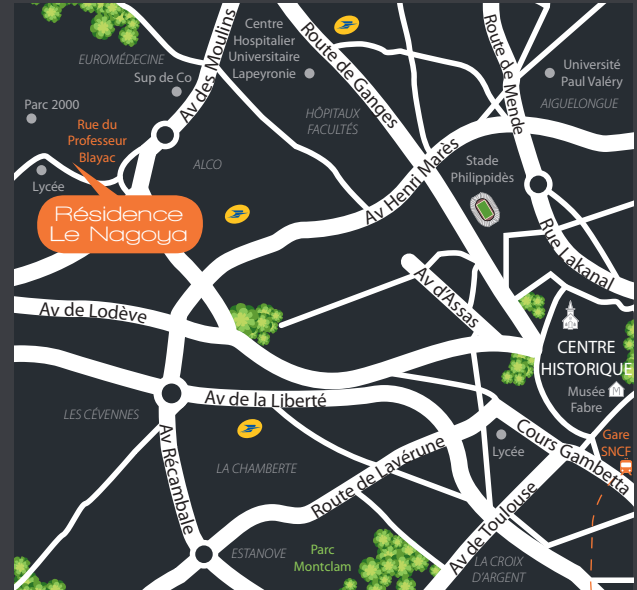 Centre
Hospitalier
Universitaire
Lapeyronie
EUROMÉDECINE
Sup de Co
Av des Moulins
Route de Ganges
Route de Mende
Université
Paul Valéry
AIGUELONGUE
Parc 2000
Rue du
Professeur
Blayac
HÔPITAUX
FACULTÉS
ALCO
Lycée
Stade
Philippidès
Av Henri Marès
Résidence
Le Nagoya
Rue Lakanal
Av d'Assas
Av de Lodève
CENTRE
HISTORIQUE
Musée
Fabre
M
Av de la Liberté
LES CÉVENNES
Cours Gambetta
Gare
SNCF
Lycée
Av Récambale
LA CHAMBERTE
Route de Lavérune
Av de Toulouse
ESTANOVE
Parc
Montclam
LA CROIX
D'ARGENT